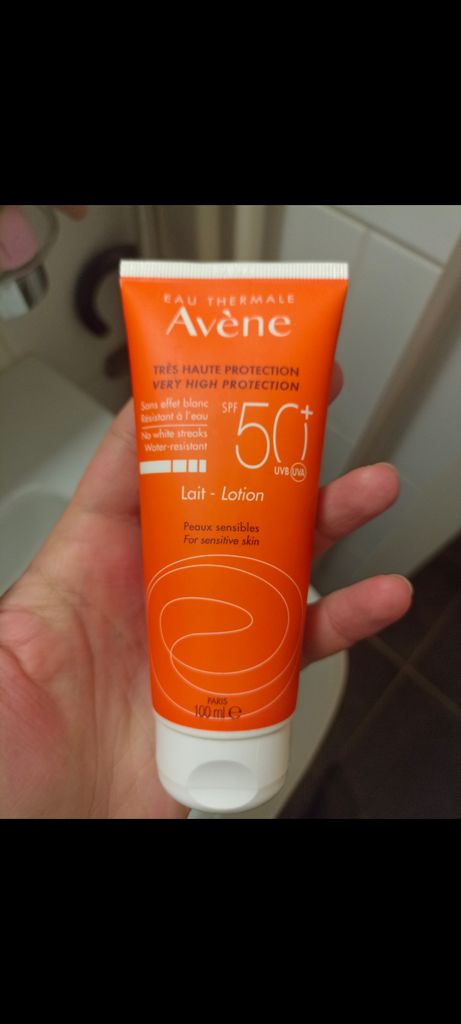 EAU THERMALE
Avène
TRÈS HAUTE PROTECTION
VERY HIGH PROTECTION
Sans effet blanc
Résistant à l'eau
No white streaks
Water-resistant
SPF 50+
UVB UVA
Lait - Lotion
Peaux sensibles
For sensitive skin
PARIS
100 ml ℮